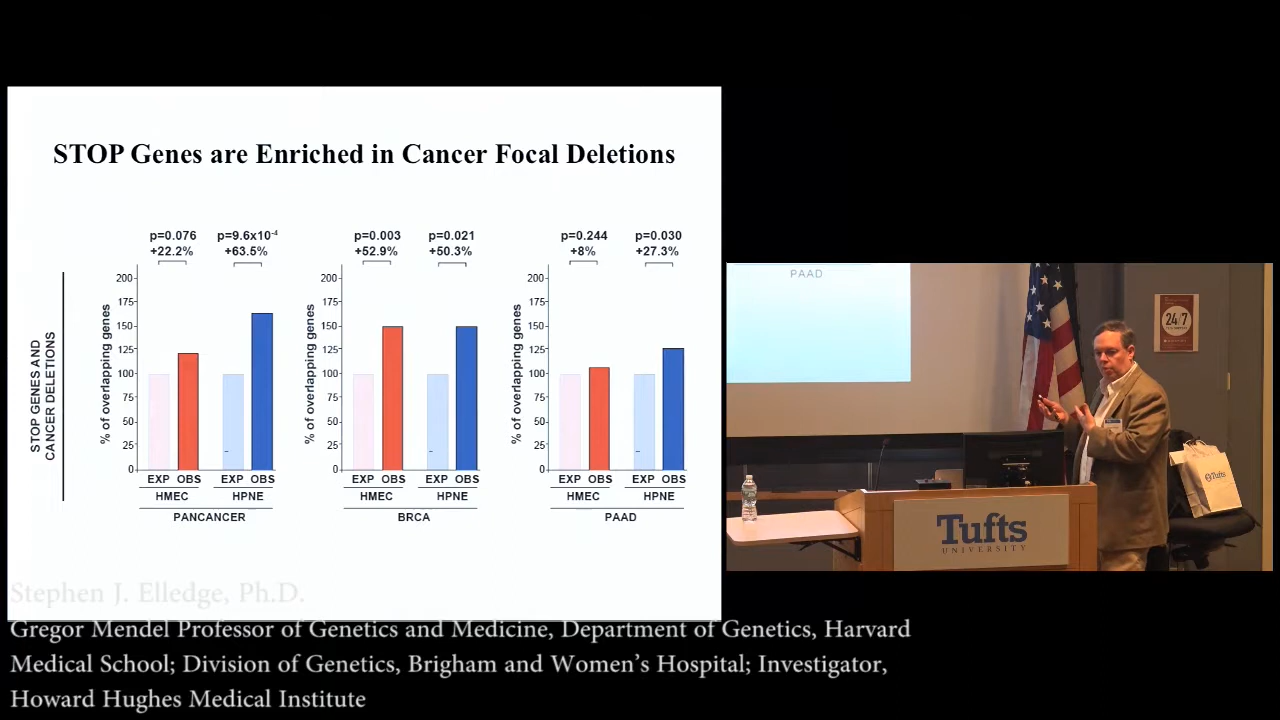 STOP Genes are Enriched in Cancer Focal Deletions
STOP GENES AND
CANCER DELETIONS
p=0.076
+22.2%
p=9.6x10⁻⁴
+63.5%
% of overlapping genes
200
175
150
125
100
75
50
25
0
EXP OBS EXP OBS
HMEC HPNE
PANCANCER
p=0.003
+52.9%
p=0.021
+50.3%
% of overlapping genes
200
175
150
125
100
75
50
25
0
EXP OBS EXP OBS
HMEC HPNE
BRCA
p=0.244
+8%
p=0.030
+27.3%
% of overlapping genes
200
175
150
125
100
75
50
25
0
EXP OBS EXP OBS
HMEC HPNE
PAAD
PAAD
24/7
Tufts
Tufts
UNIVERSITY
Stephen J. Elledge, Ph.D.
Gregor Mendel Professor of Genetics and Medicine, Department of Genetics, Harvard
Medical School; Division of Genetics, Brigham and Women's Hospital; Investigator,
Howard Hughes Medical Institute